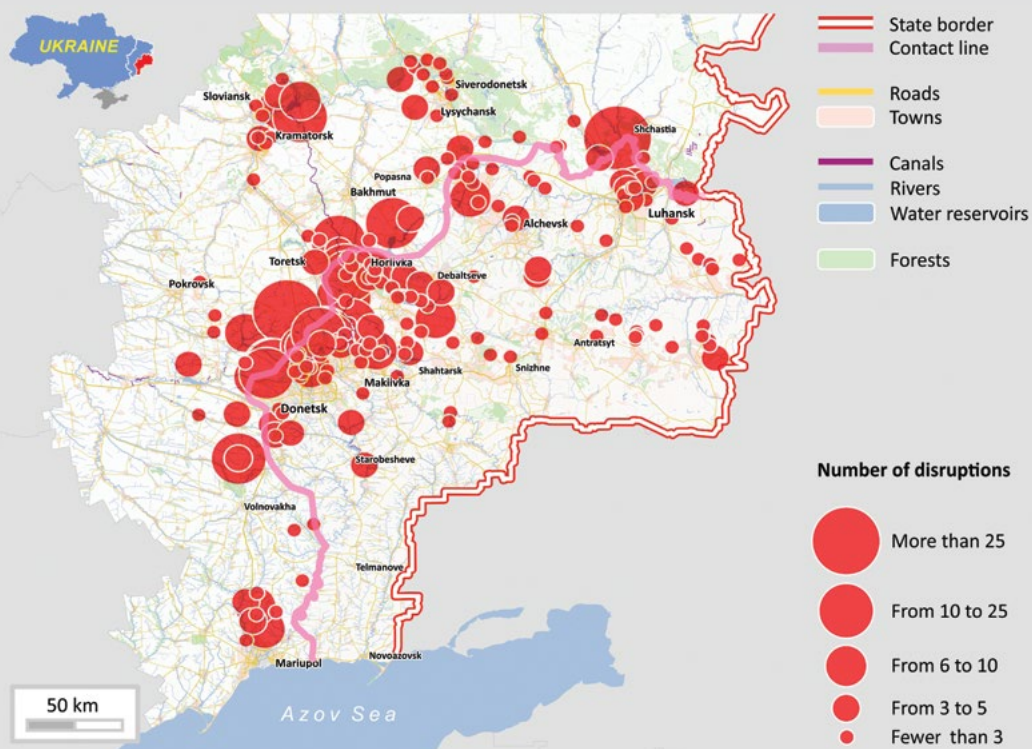 UKRAINE
Sloviansk
Siverodonetsk
Lysychansk
Kramatorsk
Shchastia
Popasna
Bakhmut
Luhansk
Alchevsk
Toretsk
Horlivka
Debaltseve
Pokrovsk
Antratsyt
Shahtarsk
Snizhne
Makiivka
Donetsk
Starobesheve
Volnovakha
Telmanove
Novoazovsk
Mariupol
50 km
Azov Sea
State border
Contact line
Roads
Towns
Canals
Rivers
Water reservoirs
Forests
Number of disruptions
More than 25
From 10 to 25
From 6 to 10
From 3 to 5
Fewer than 3